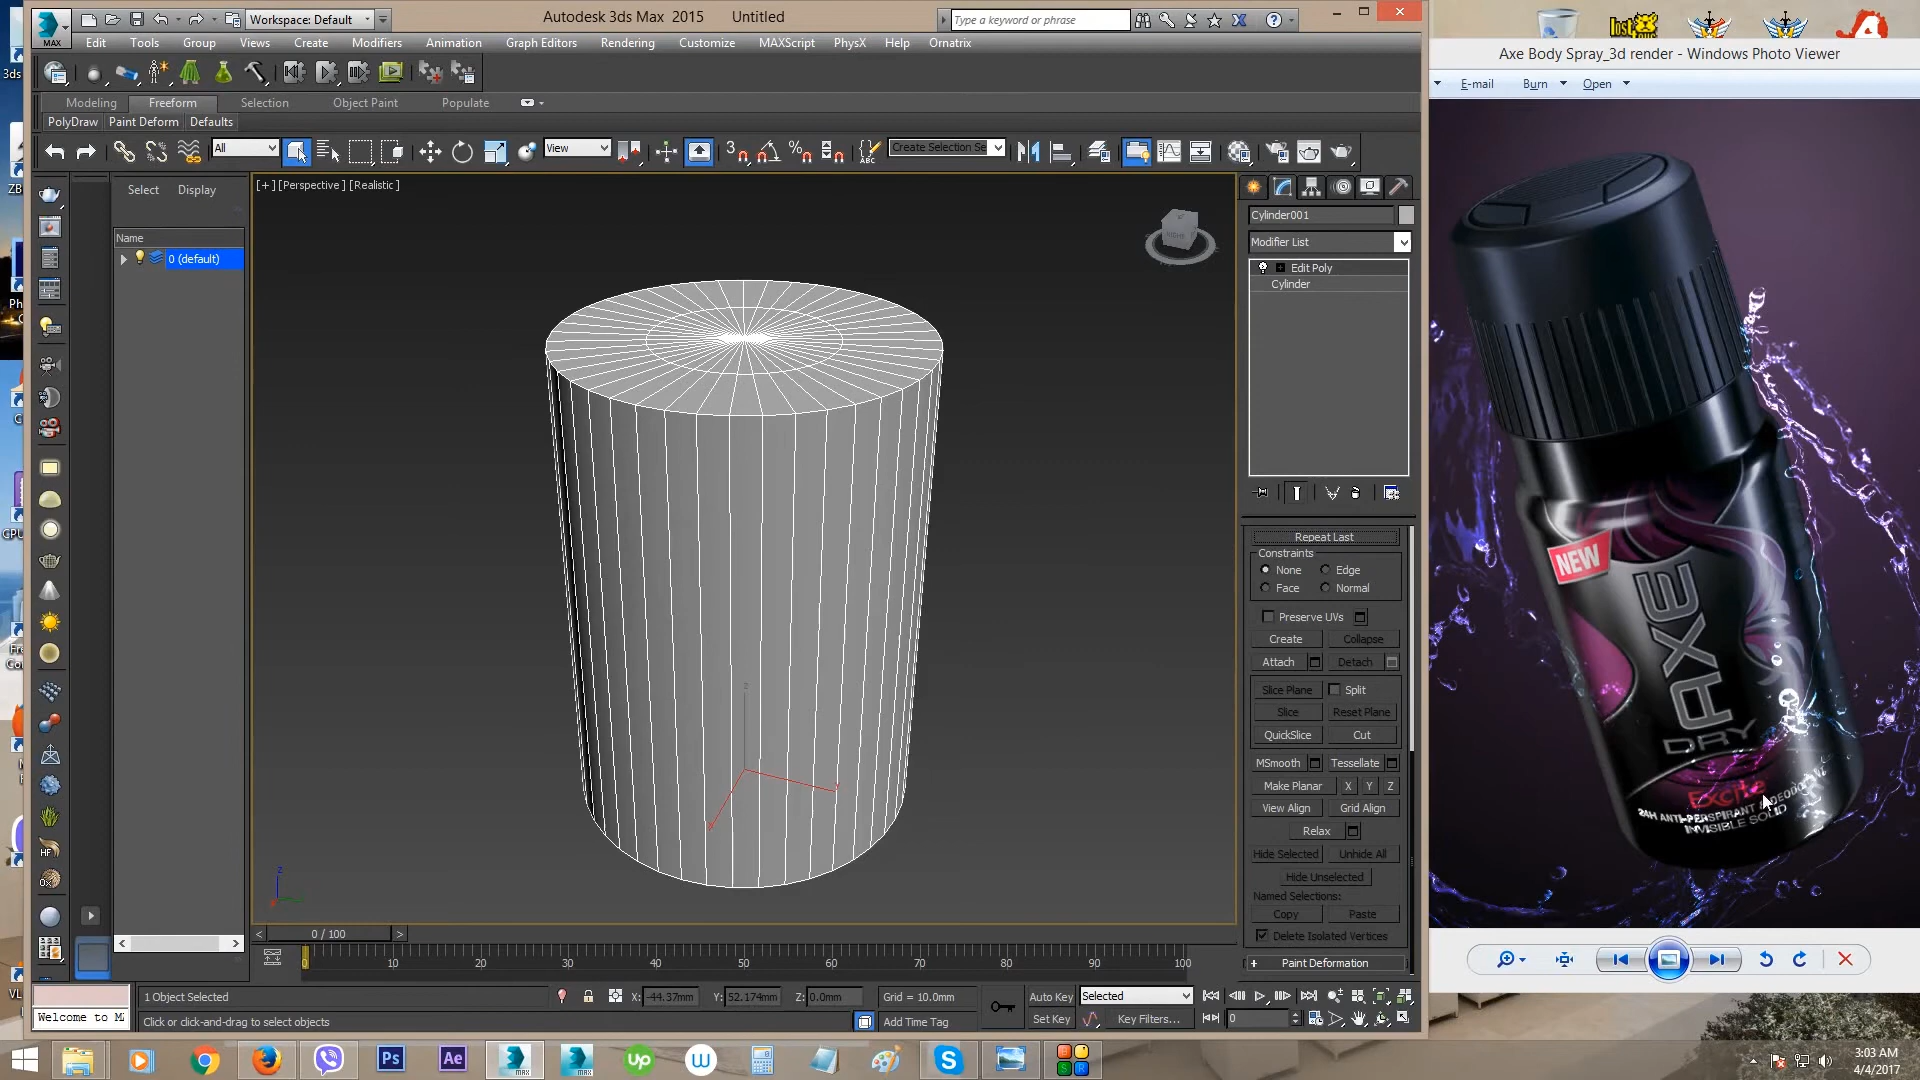 Workspace: Default
Autodesk 3ds Max 2015 Untitled
Type a keyword or phrase
MAX
Edit Tools Group Views Create Modifiers Animation Graph Editors Rendering Customize MAXScript PhysX Help Ornatrix
Modeling Freeform Selection Object Paint Populate
PolyDraw Paint Deform Defaults
All
View
Create Selection Se
Select Display
Name
0 (default)
[+] [Perspective ] [Realistic ]
Cylinder001
Modifier List
Edit Poly
Cylinder
Repeat Last
Constraints
None Edge
Face Normal
Preserve UVs
Create Collapse
Attach Detach
Slice Plane Split
Slice Reset Plane
QuickSlice Cut
MSmooth Tessellate
Make Planar X Y Z
View Align Grid Align
Relax
Hide Selected Unhide All
Hide Unselected
Named Selections:
Copy Paste
Delete Isolated Vertices
Paint Deformation
0 / 100
0 10 20 30 40 50 60 70 80 90 100
1 Object Selected
X: -44.37mm Y: 52.174mm Z: 0.0mm
Grid = 10.0mm
Auto Key Selected
Welcome to M
Click or click-and-drag to select objects
Add Time Tag
Set Key Key Filters...
0
Axe Body Spray_3d render - Windows Photo Viewer
E-mail Burn Open
NEW
AXE
DRY
Excite
24H ANTI-PERSPIRANT
INVISIBLE SOLID
Ps Ae MAX MAX up W S
3:03 AM
4/4/2017